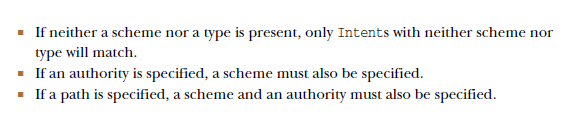 ▪ If neither a scheme nor a type is present, only Intents with neither scheme nor
type will match.
▪ If an authority is specified, a scheme must also be specified.
▪ If a path is specified, a scheme and an authority must also be specified.